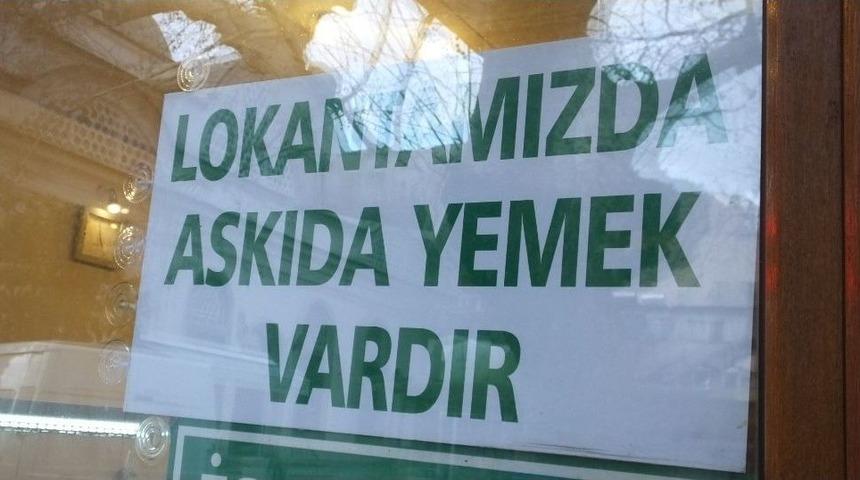 LOKANTAMIZDA
ASKIDA YEMEK
VARDIR